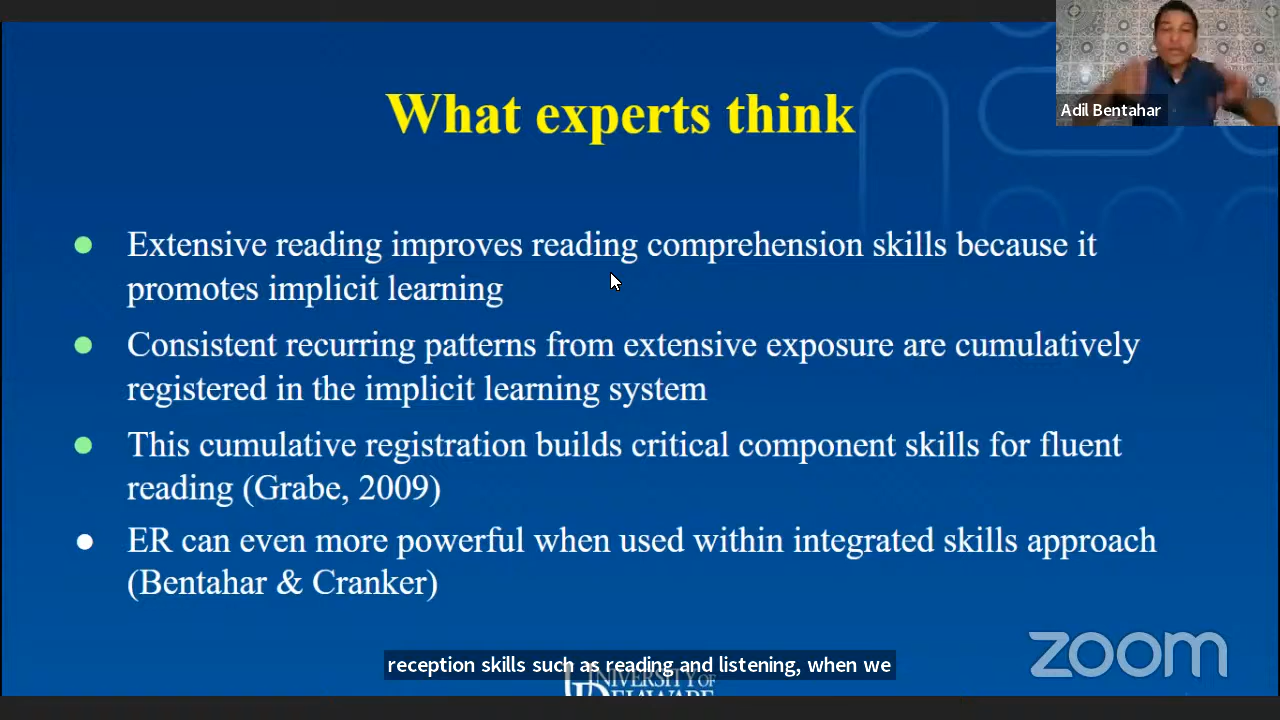 What experts think
Adil Bentahar
Extensive reading improves reading comprehension skills because it
promotes implicit learning
Consistent recurring patterns from extensive exposure are cumulatively
registered in the implicit learning system
This cumulative registration builds critical component skills for fluent
reading (Grabe, 2009)
ER can even more powerful when used within integrated skills approach
(Bentahar & Cranker)
zoom
reception skills such as reading and listening, when we
UNIVERSITY OF
DELAWARE